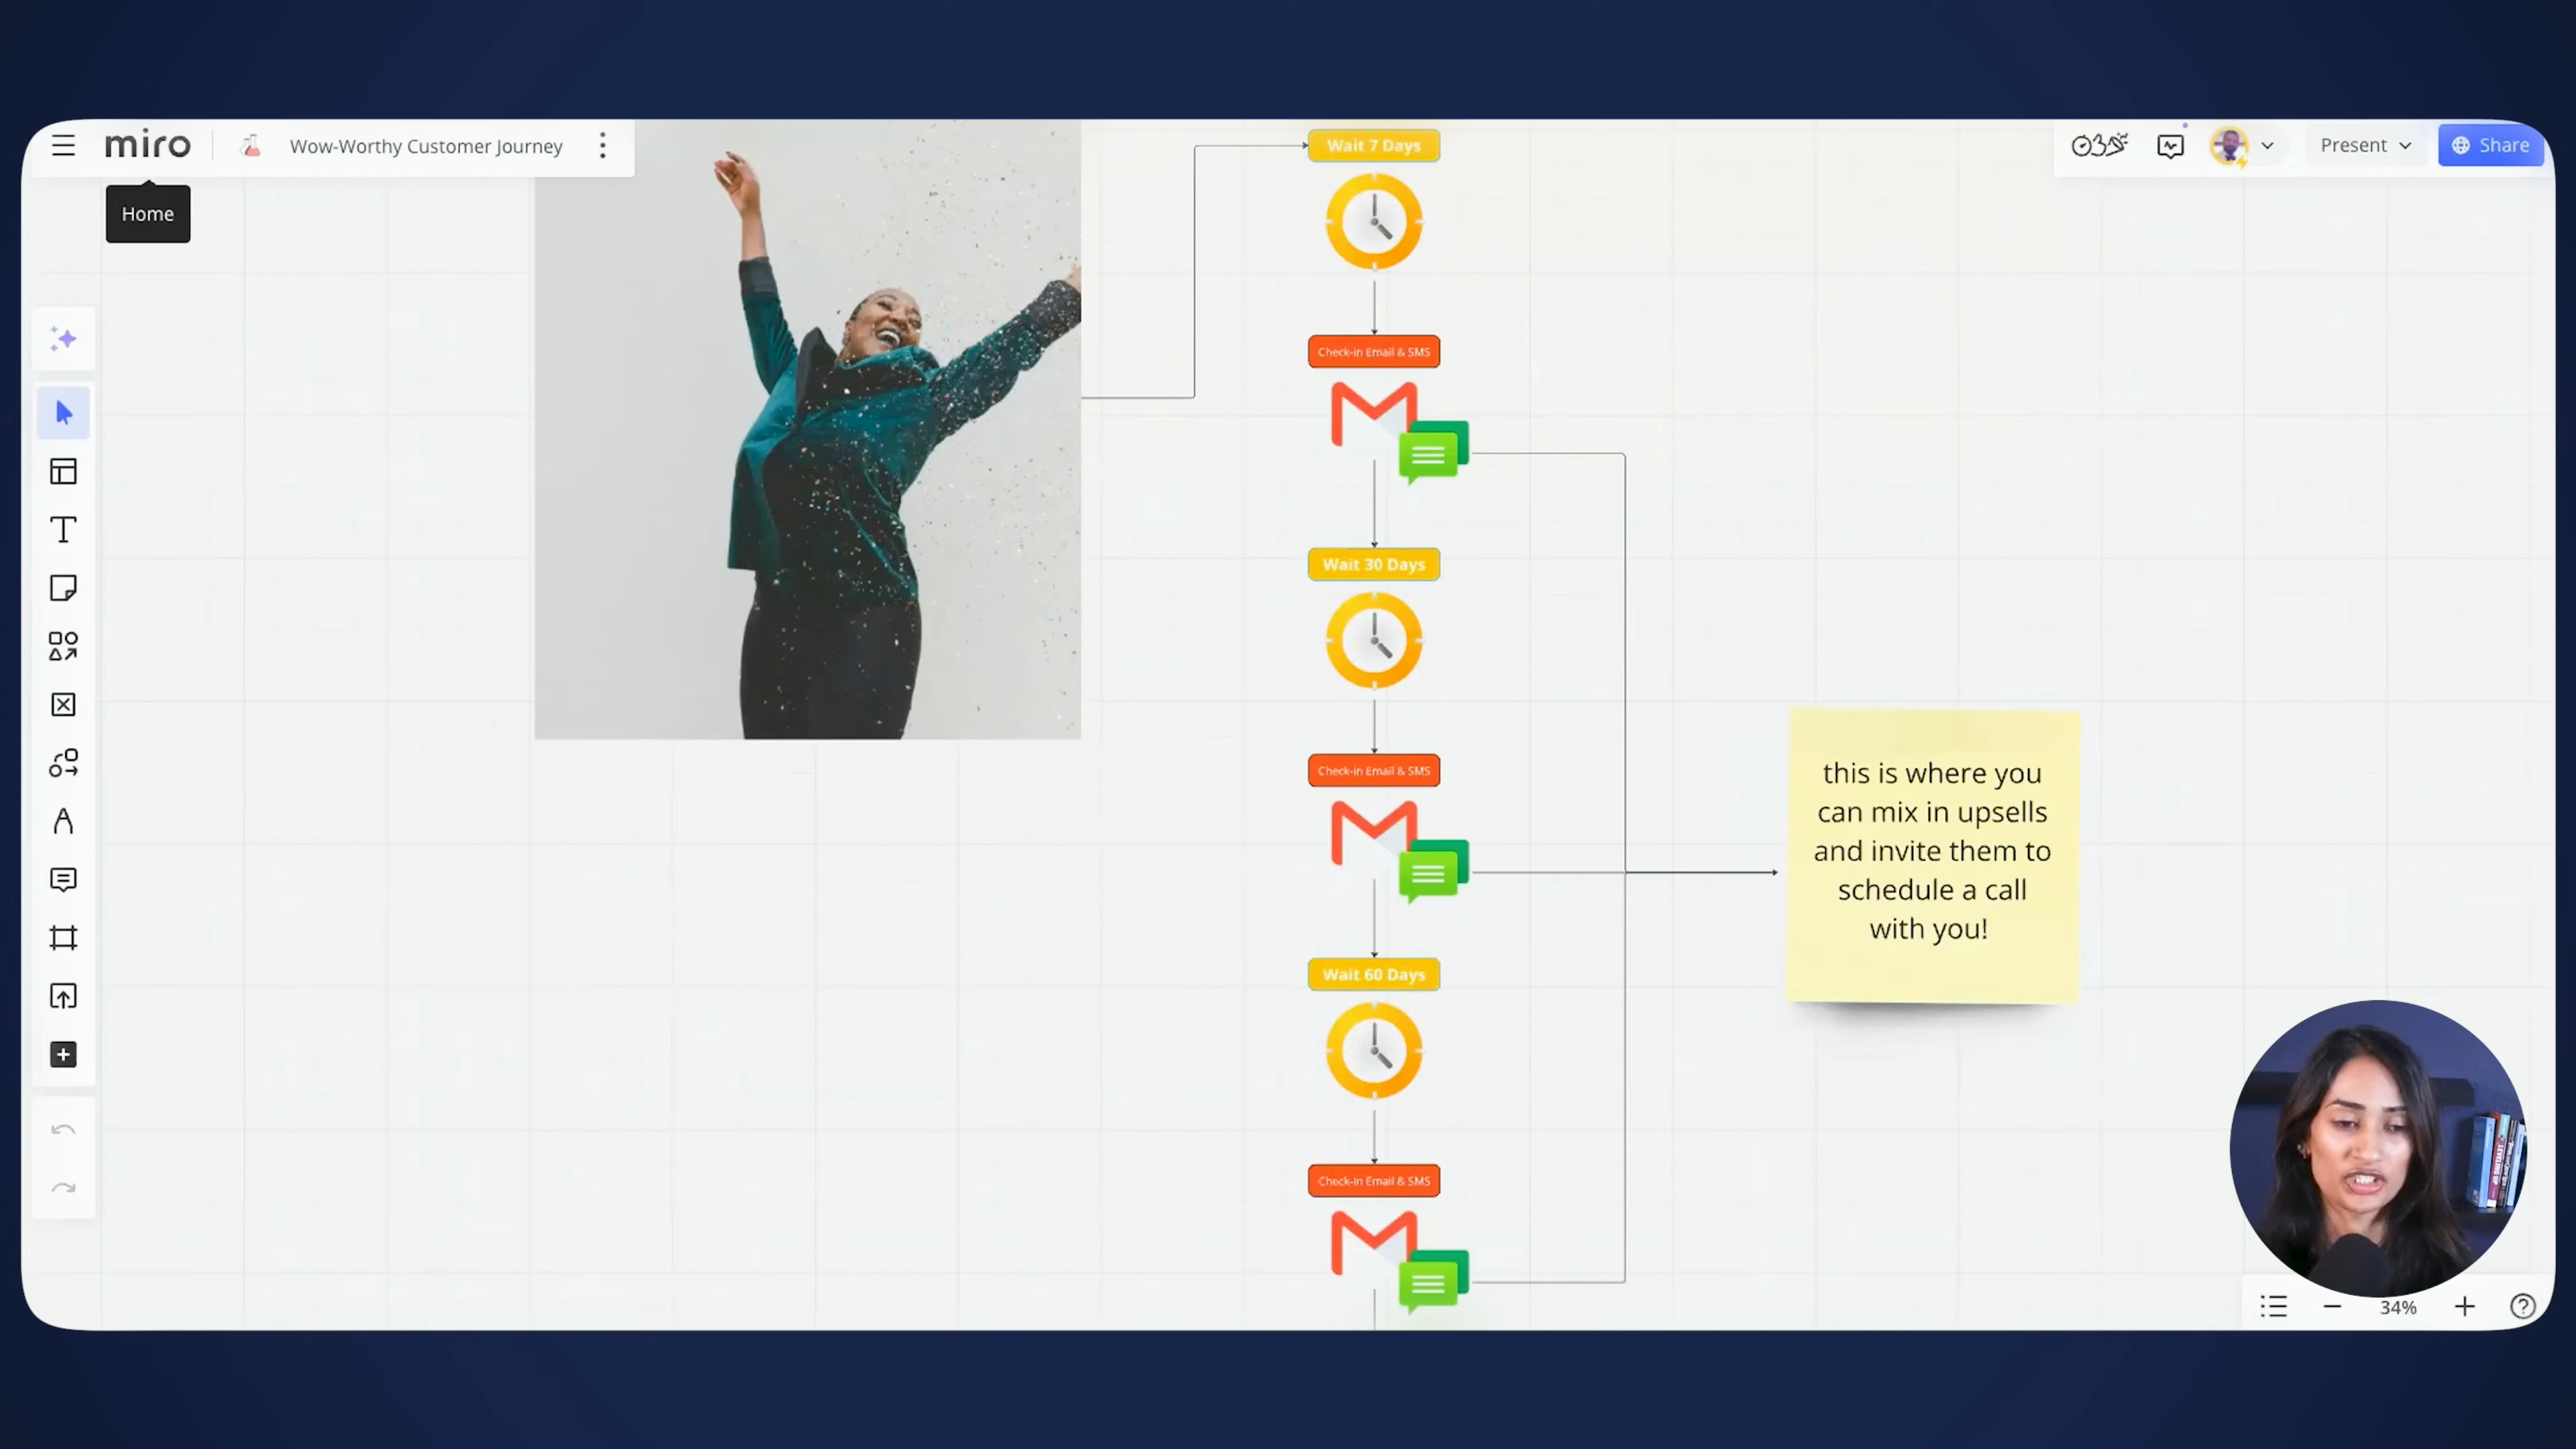 miro
Wow-Worthy Customer Journey
Present
Share
Home
Wait 7 Days
Check-in Email & SMS
Wait 30 Days
Check-in Email & SMS
this is where you
can mix in upsells
and invite them to
schedule a call
with you!
Wait 60 Days
Check-in Email & SMS
34%